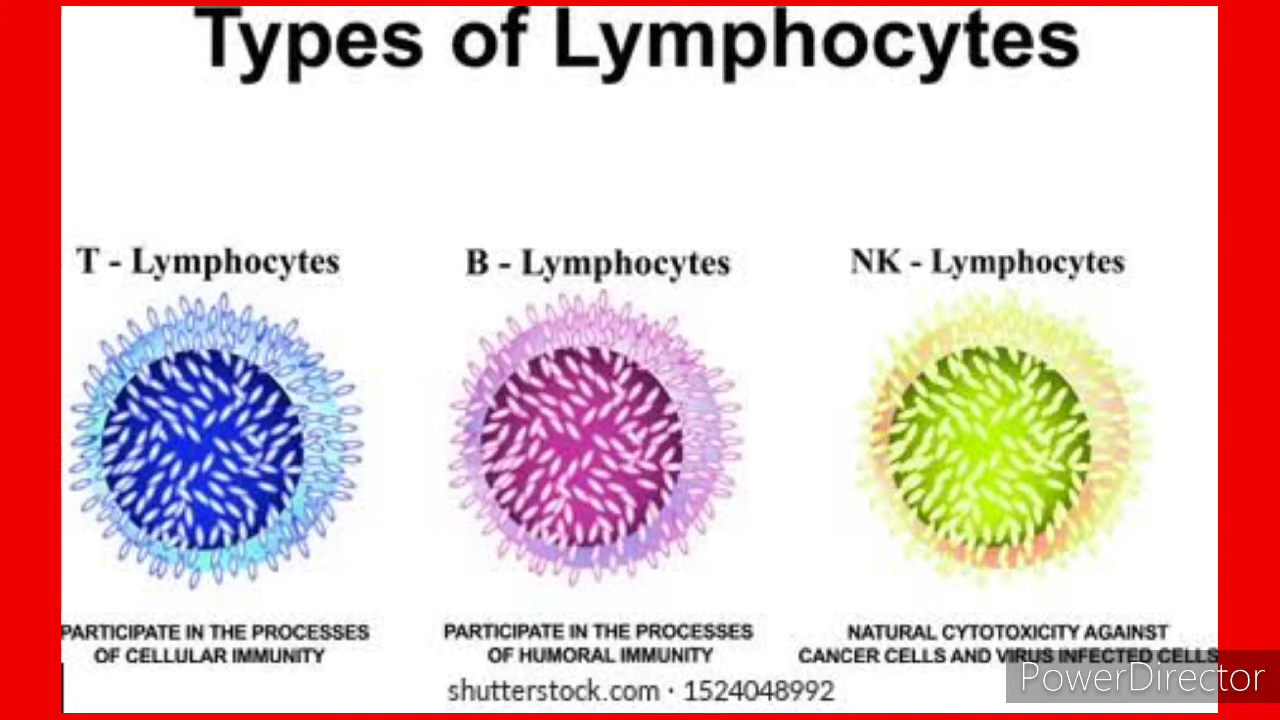 Types of Lymphocytes
T - Lymphocytes
B - Lymphocytes
NK - Lymphocytes
PARTICIPATE IN THE PROCESSES
OF CELLULAR IMMUNITY
PARTICIPATE IN THE PROCESSES
OF HUMORAL IMMUNITY
NATURAL CYTOTOXICITY AGAINST
CANCER CELLS AND VIRUS INFECTED CELLS
shutterstock.com · 1524048992
PowerDirector